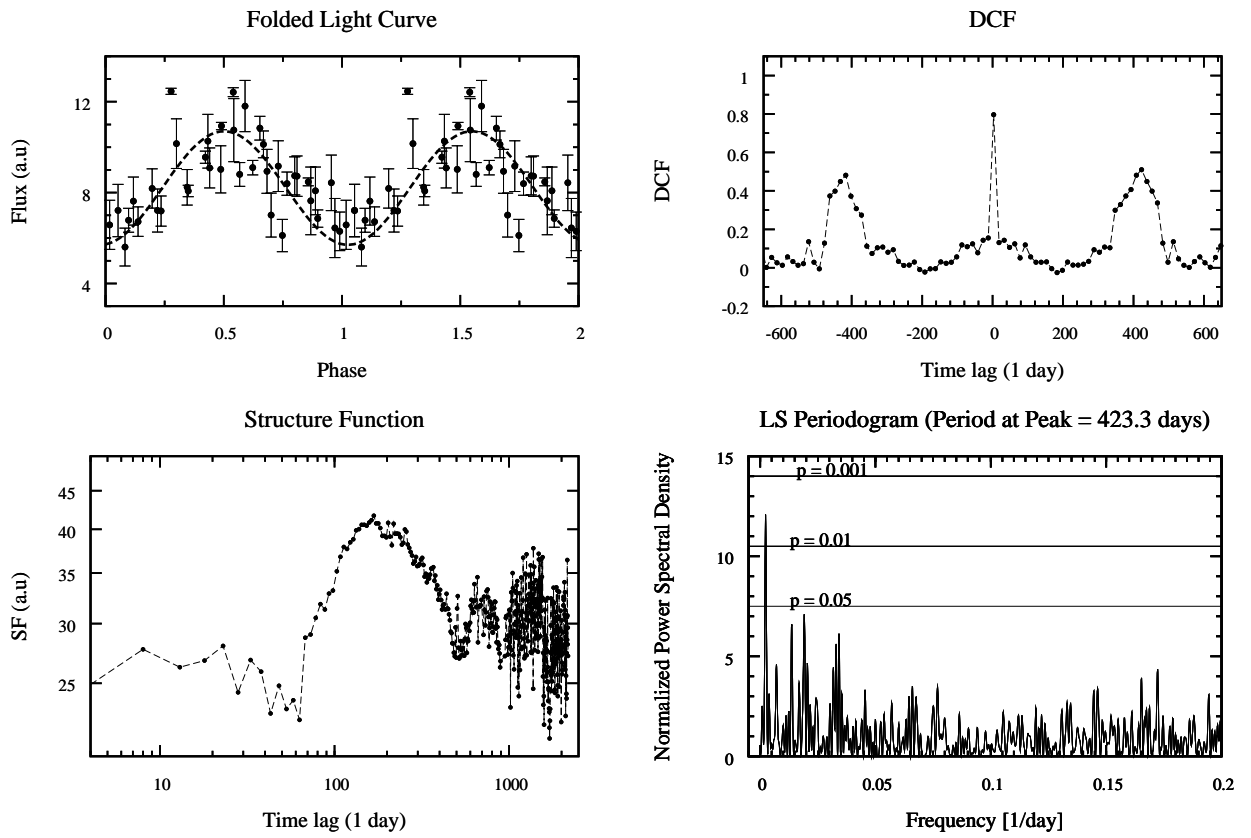 Folded Light Curve
12
8
4
Flux (a.u)
0 0.5 1 1.5 2
Phase
DCF
1
0.8
0.6
0.4
0.2
0
-0.2
DCF
-600 -400 -200 0 200 400 600
Time lag (1 day)
Structure Function
45
40
35
30
25
SF (a.u)
10 100 1000
Time lag (1 day)
LS Periodogram (Period at Peak = 423.3 days)
15
10
5
0
Normalized Power Spectral Density
p = 0.001
p = 0.01
p = 0.05
0 0.05 0.1 0.15 0.2
Frequency [1/day]